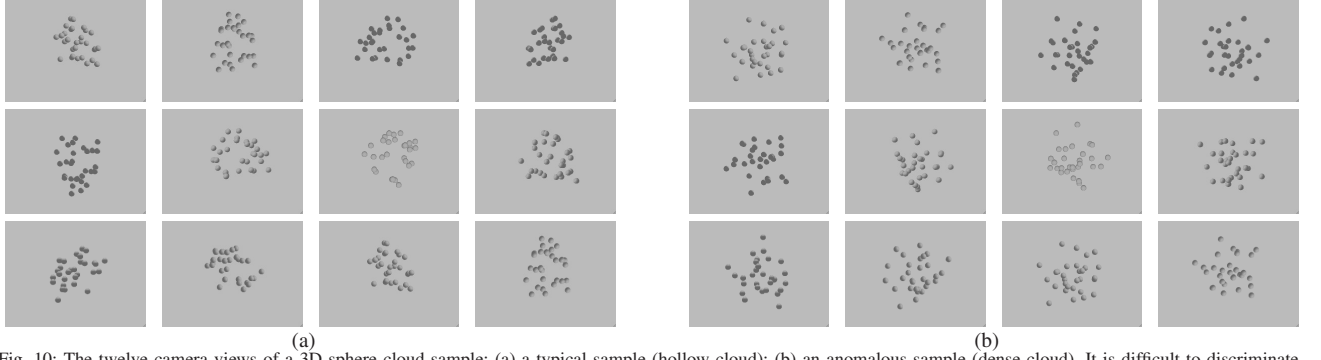 (a)
(b)
Fig. 10: The twelve camera views of a 3D sphere cloud sample: (a) a typical sample (hollow cloud); (b) an anomalous sample (dense cloud). It is difficult to discriminate